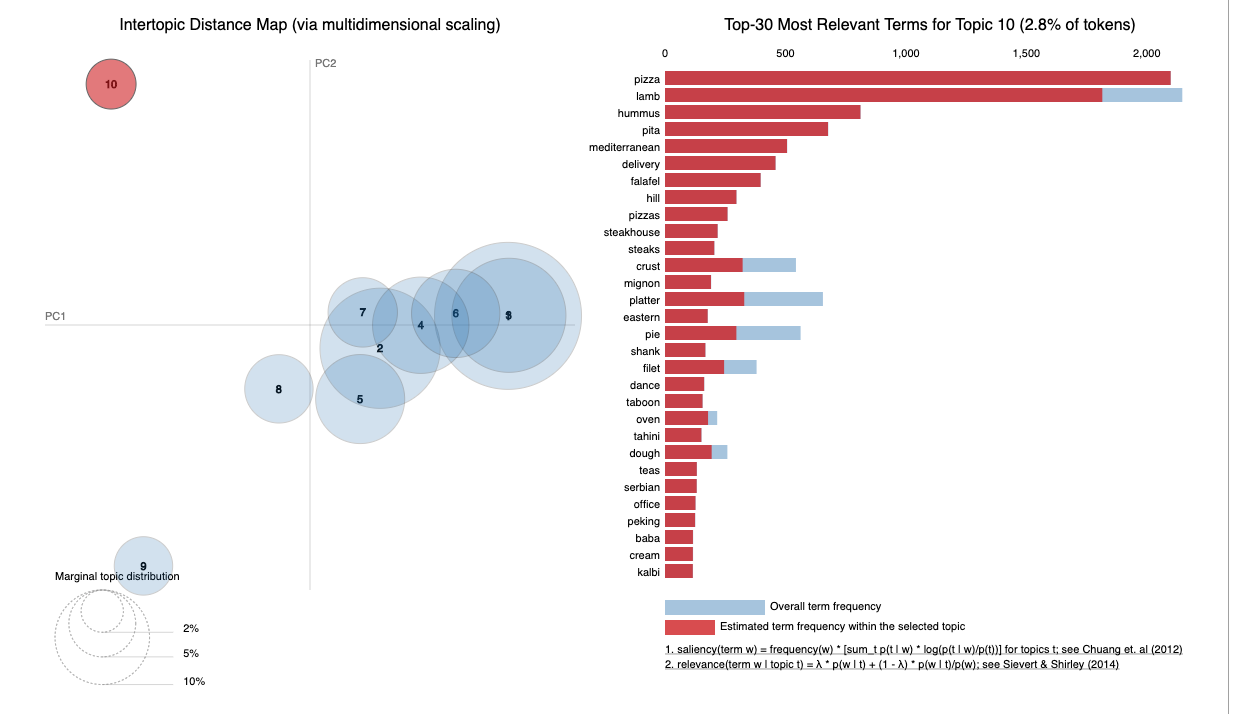 Intertopic Distance Map (via multidimensional scaling)
PC2
PC1
10
7
6
4
2
8
5
9
Marginal topic distribution
2%
5%
10%
Top-30 Most Relevant Terms for Topic 10 (2.8% of tokens)
0 500 1,000 1,500 2,000
pizza
lamb
hummus
pita
mediterranean
delivery
falafel
hill
pizzas
steakhouse
steaks
crust
mignon
platter
eastern
pie
shank
filet
dance
taboon
oven
tahini
dough
teas
serbian
office
peking
baba
cream
kalbi
Overall term frequency
Estimated term frequency within the selected topic
1. saliency(term w) = frequency(w) * [sum_t p(t | w) * log(p(t | w)/p(t))] for topics t; see Chuang et. al (2012)
2. relevance(term w | topic t) = λ * p(w | t) + (1 - λ) * p(w | t)/p(w); see Sievert & Shirley (2014)